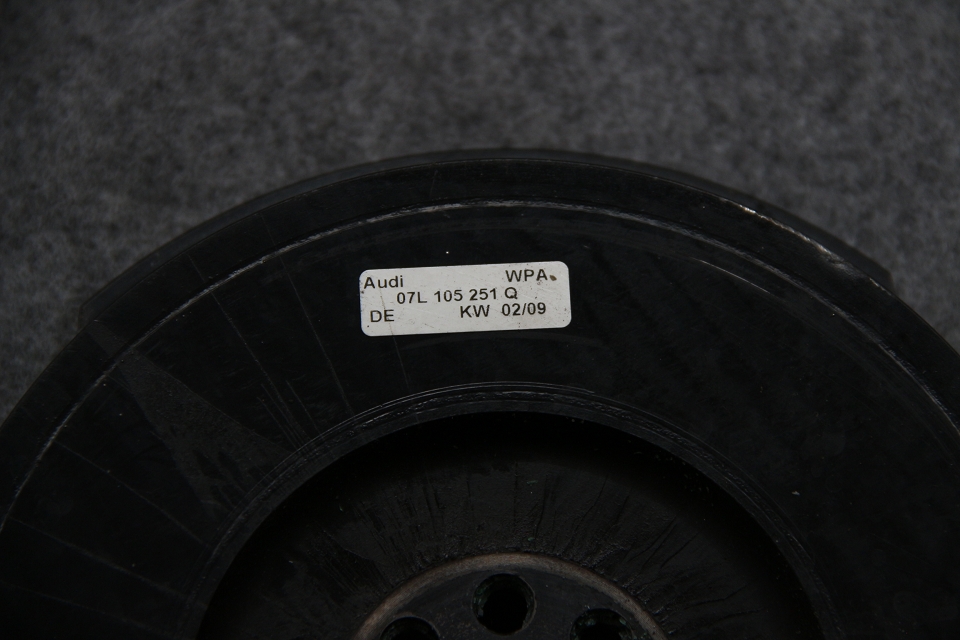 Audi WPA
07L 105 251 Q
DE KW 02/09